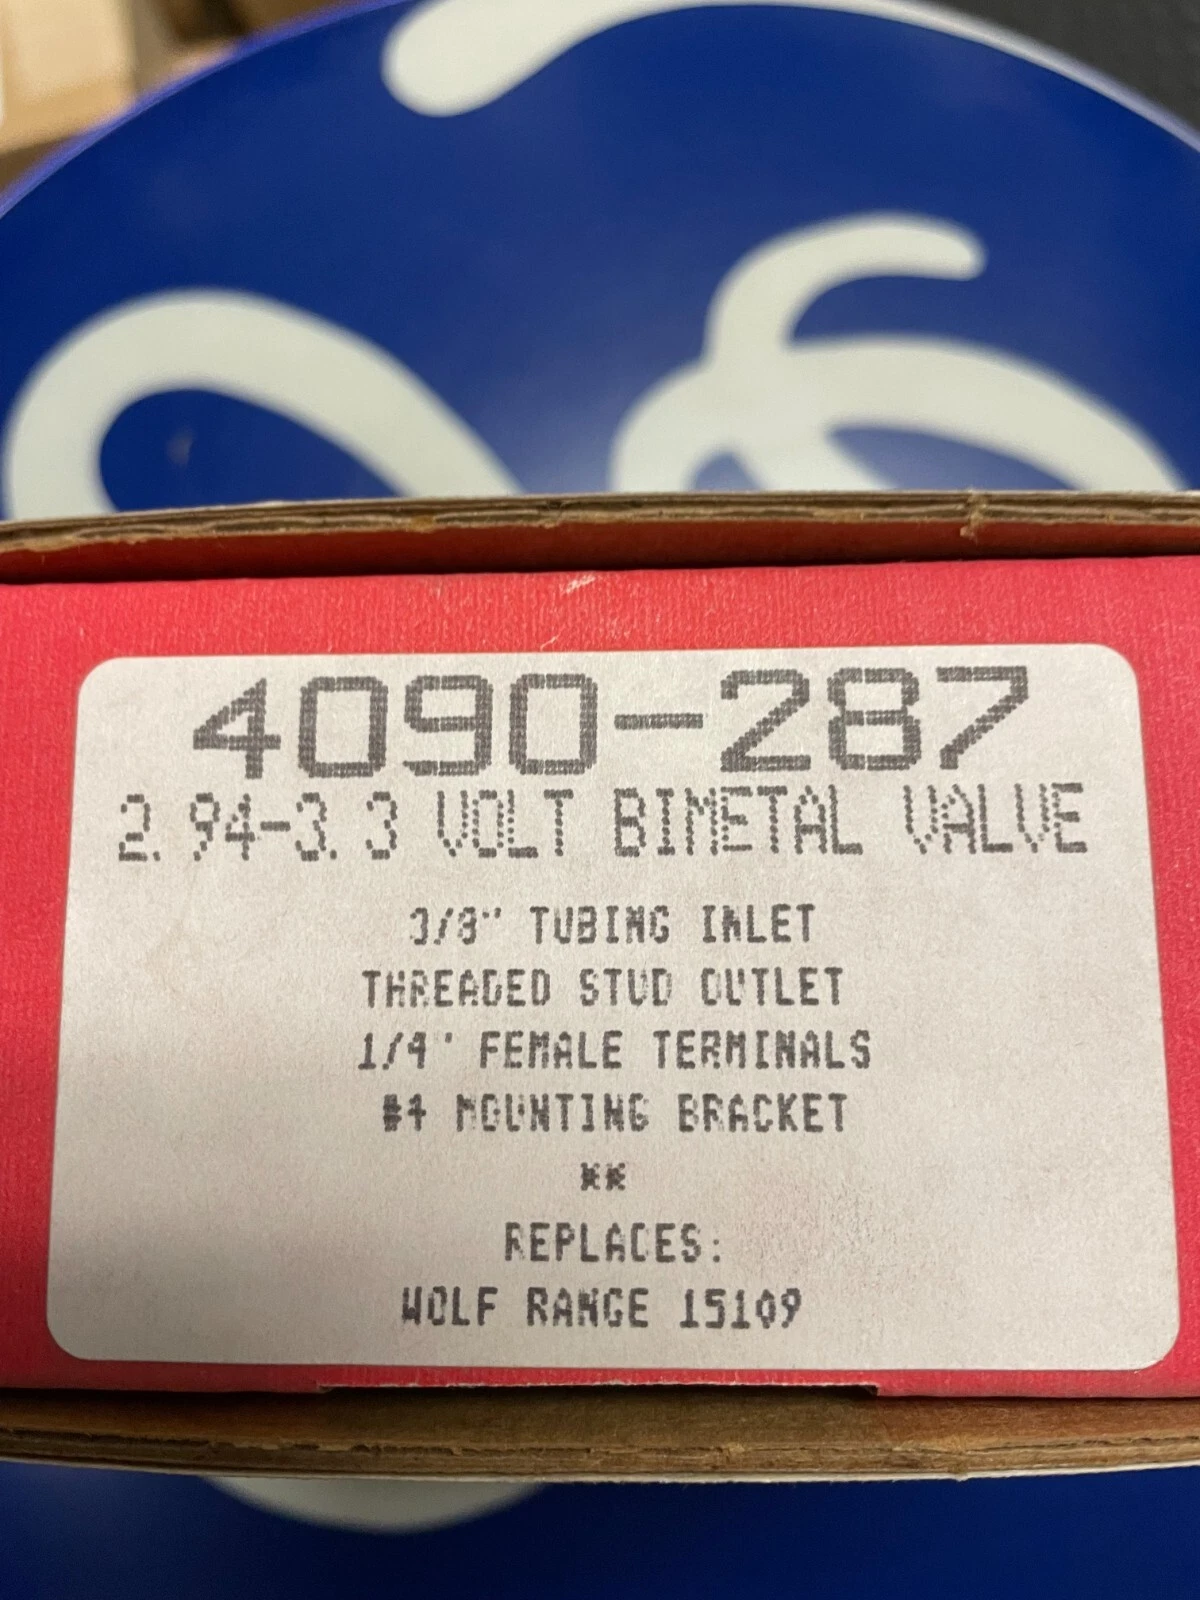 4090-287
2.94-3.3 VOLT BIMETAL VALVE
3/8" TUBING INLET
THREADED STUD OUTLET
1/4" FEMALE TERMINALS
#4 MOUNTING BRACKET
**
REPLACES:
WOLF RANGE 15109